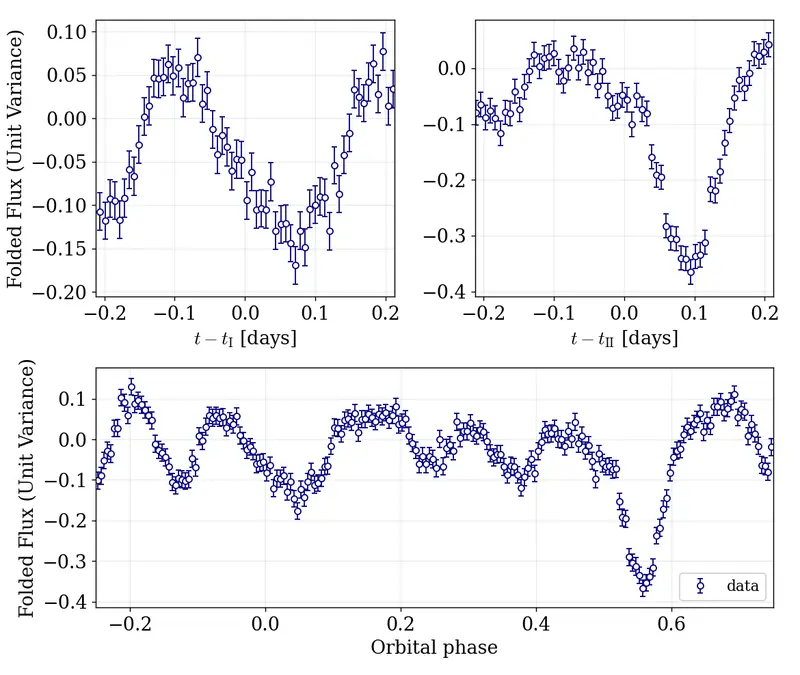 Folded Flux (Unit Variance)
0.10
0.05
0.00
−0.05
−0.10
−0.15
−0.20
−0.2 −0.1 0.0 0.1 0.2
t − tI [days]
0.0
−0.1
−0.2
−0.3
−0.4
−0.2 −0.1 0.0 0.1 0.2
t − tII [days]
Folded Flux (Unit Variance)
0.1
0.0
−0.1
−0.2
−0.3
−0.4
−0.2 0.0 0.2 0.4 0.6
Orbital phase
data